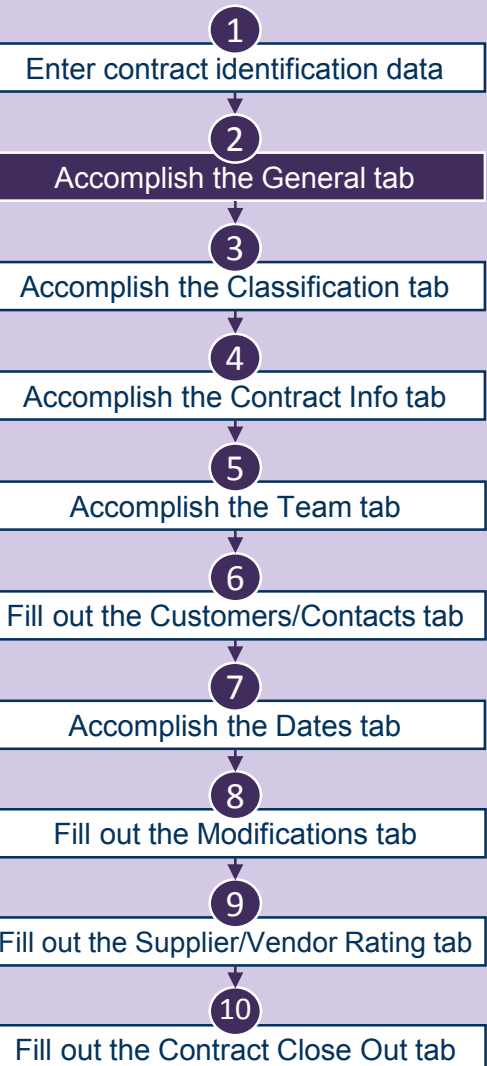 1
Enter contract identification data
2
Accomplish the General tab
3
Accomplish the Classification tab
4
Accomplish the Contract Info tab
5
Accomplish the Team tab
6
Fill out the Customers/Contacts tab
7
Accomplish the Dates tab
8
Fill out the Modifications tab
9
Fill out the Supplier/Vendor Rating tab
10
Fill out the Contract Close Out tab